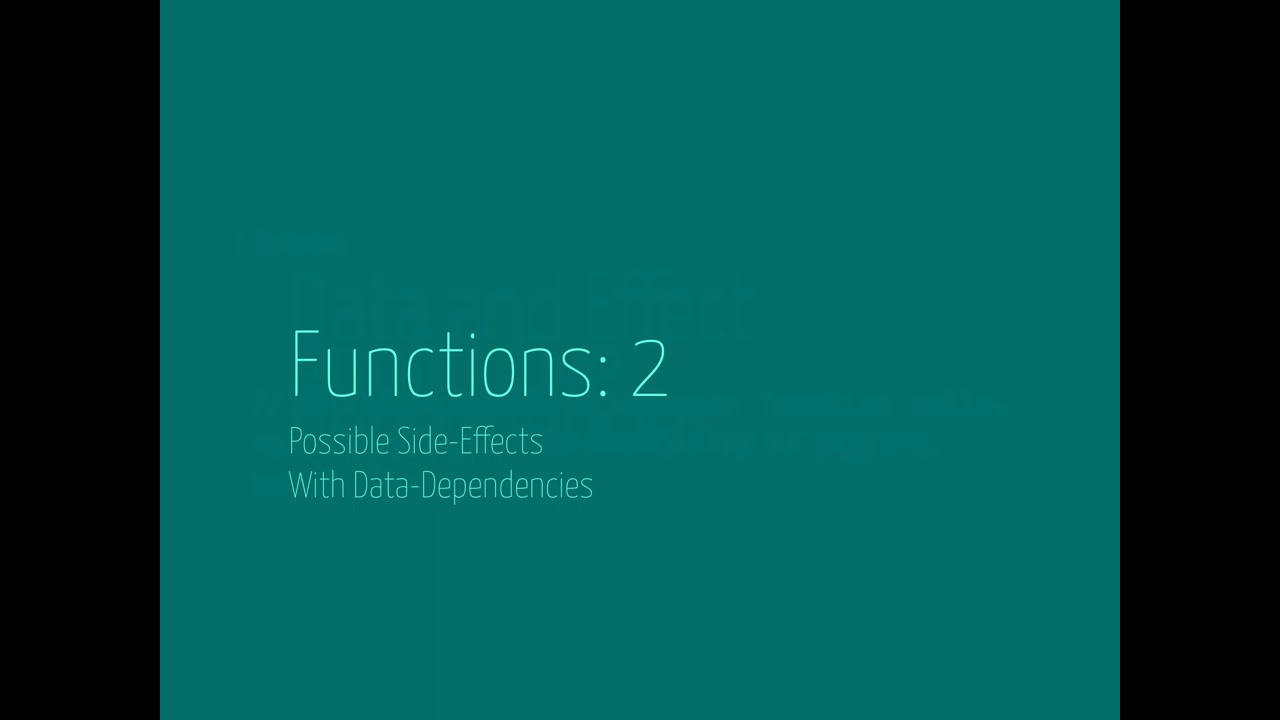 Functions: 2
Possible Side-Effects
With Data-Dependencies